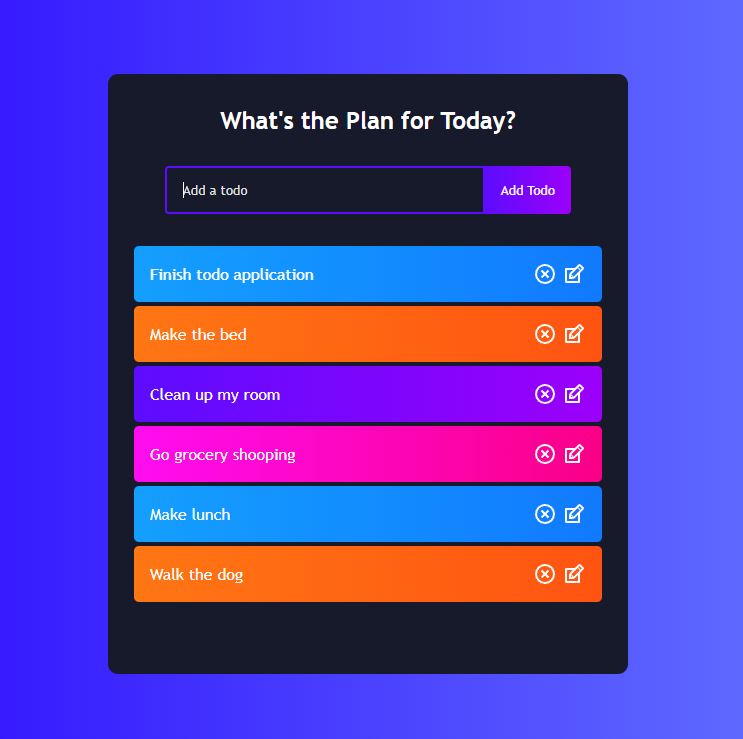 What's the Plan for Today?
Add a todo
Add Todo
Finish todo application
Make the bed
Clean up my room
Go grocery shooping
Make lunch
Walk the dog